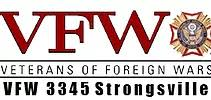 VFW
VETERANS OF FOREIGN WARS
VFW 3345 Strongsville